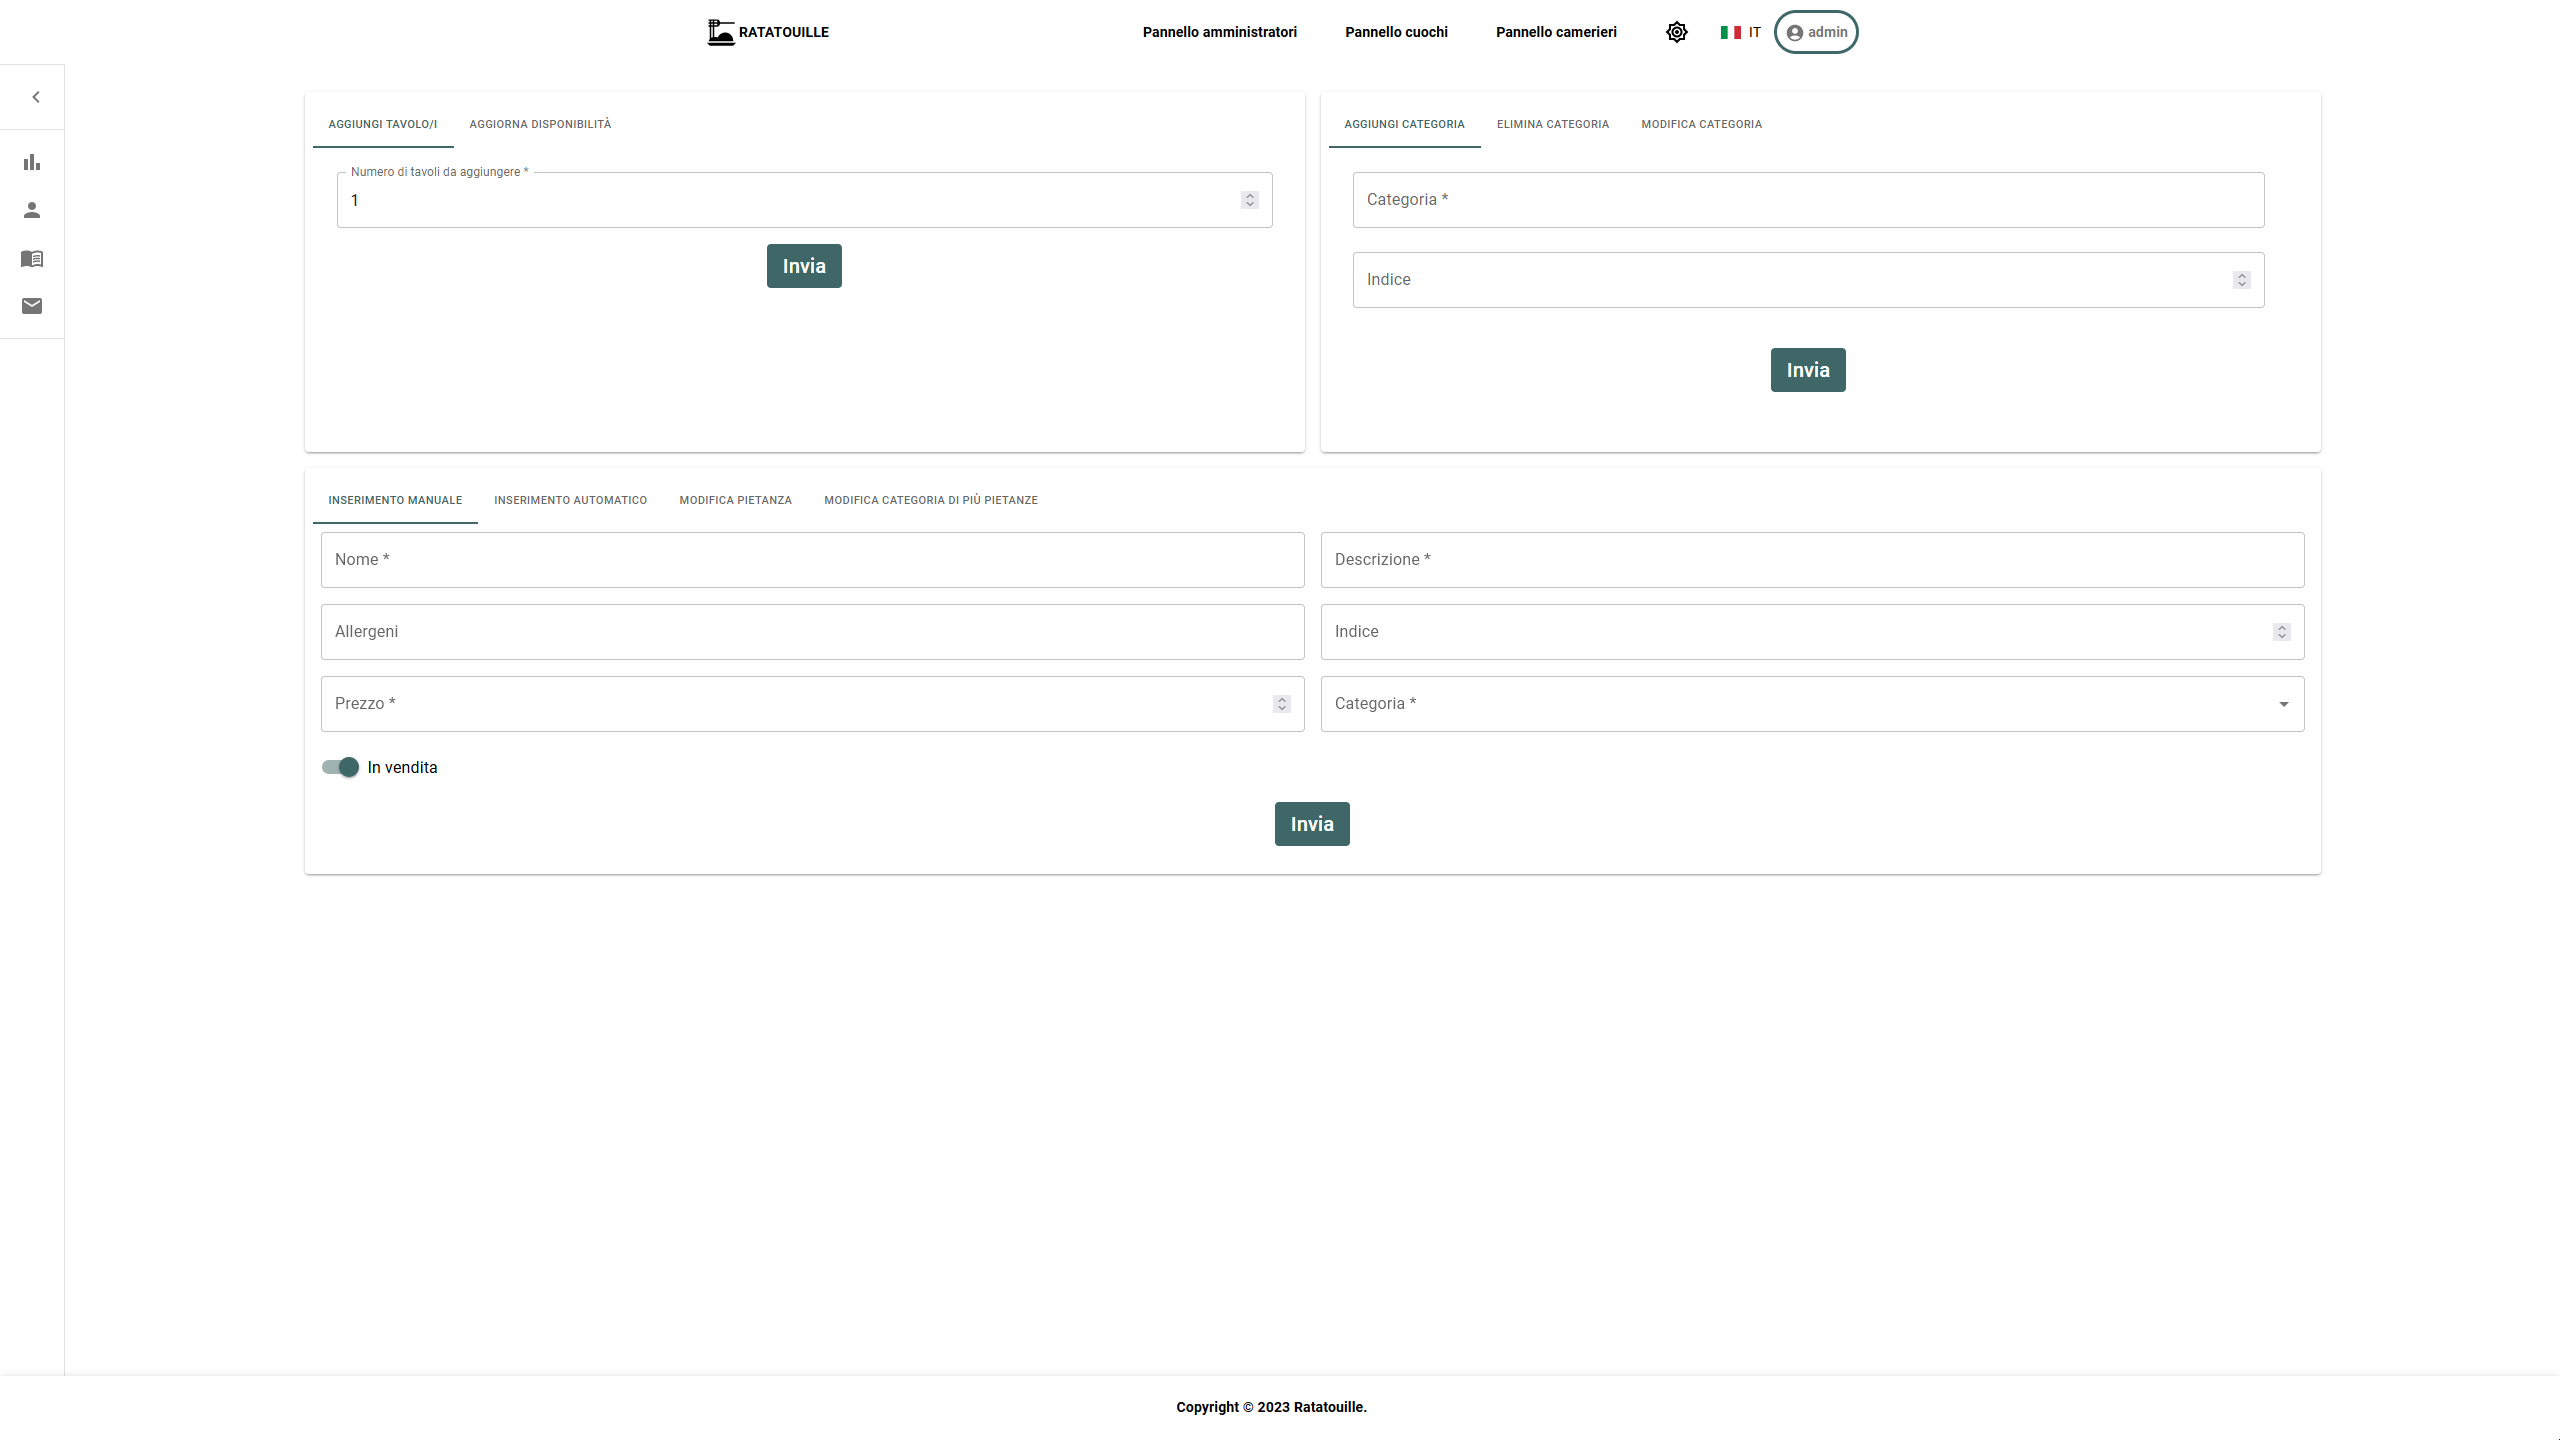 RATATOUILLE
Pannello amministratori
Pannello cuochi
Pannello camerieri
IT
admin
AGGIUNGI TAVOLO/I
AGGIORNA DISPONIBILITÀ
Numero di tavoli da aggiungere *
1
Invia
AGGIUNGI CATEGORIA
ELIMINA CATEGORIA
MODIFICA CATEGORIA
Categoria *
Indice
Invia
INSERIMENTO MANUALE
INSERIMENTO AUTOMATICO
MODIFICA PIETANZA
MODIFICA CATEGORIA DI PIÙ PIETANZE
Nome *
Descrizione *
Allergeni
Indice
Prezzo *
Categoria *
In vendita
Invia
Copyright © 2023 Ratatouille.